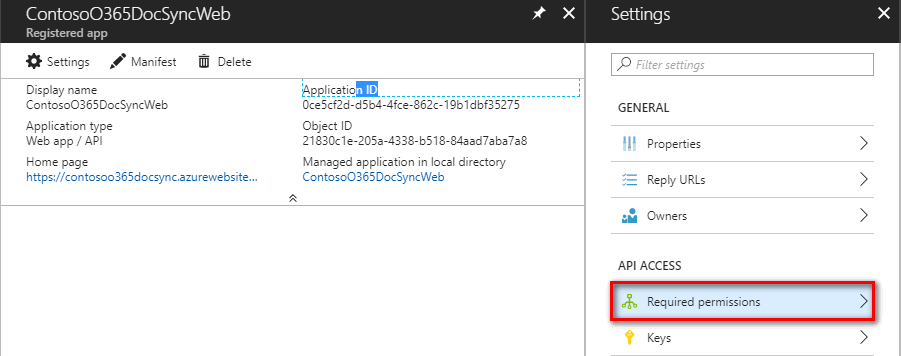 ContosoO365DocSyncWeb
Registered app
Settings
Manifest
Delete
Display name
ContosoO365DocSyncWeb
Application ID
0ce5cf2d-d5b4-4fce-862c-19b1dbf35275
Application type
Web app / API
Object ID
21830c1e-205a-4338-b518-84aad7aba7a8
Home page
https://contosoo365docsync.azurewebsite...
Managed application in local directory
ContosoO365DocSyncWeb
Settings
Filter settings
GENERAL
Properties
Reply URLs
Owners
API ACCESS
Required permissions
Keys